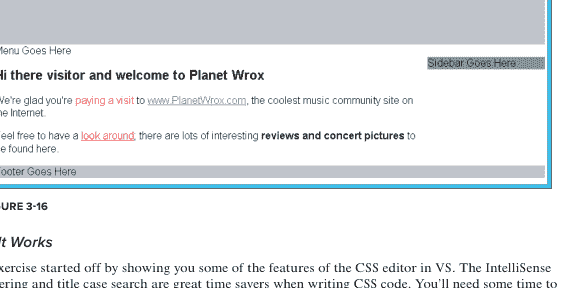 Menu Goes Here
Sidebar Goes Here
Hi there visitor and welcome to Planet Wrox
We're glad you're paying a visit to www.PlanetWrox.com, the coolest music community site on
he Internet.
eel free to have a look around; there are lots of interesting reviews and concert pictures to
e found here.
ooter Goes Here
URE 3-16
It Works
xercise started off by showing you some of the features of the CSS editor in VS. The IntelliSense
ering and title case search are great time savers when writing CSS code. You'll need some time to